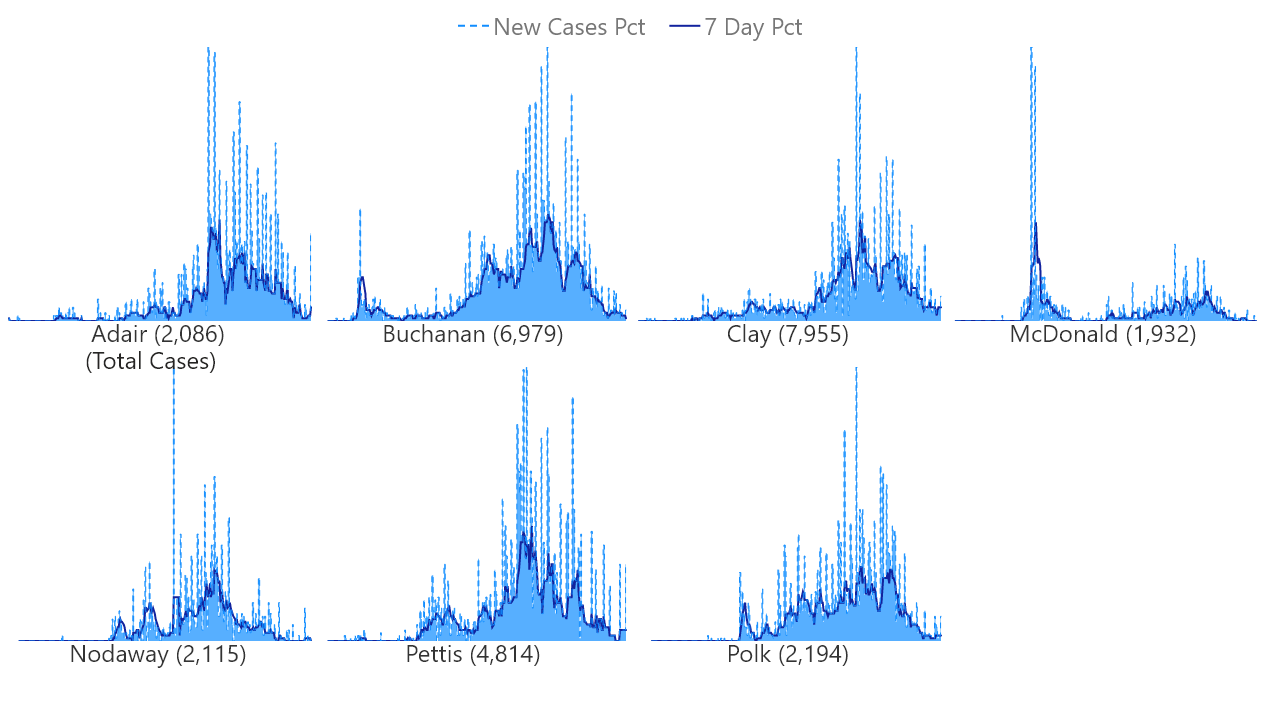 New Cases Pct 7 Day Pct
Adair (2,086) Buchanan (6,979) Clay (7,955) McDonald (1,932)
(Total Cases)
Nodaway (2,115) Pettis (4,814) Polk (2,194)